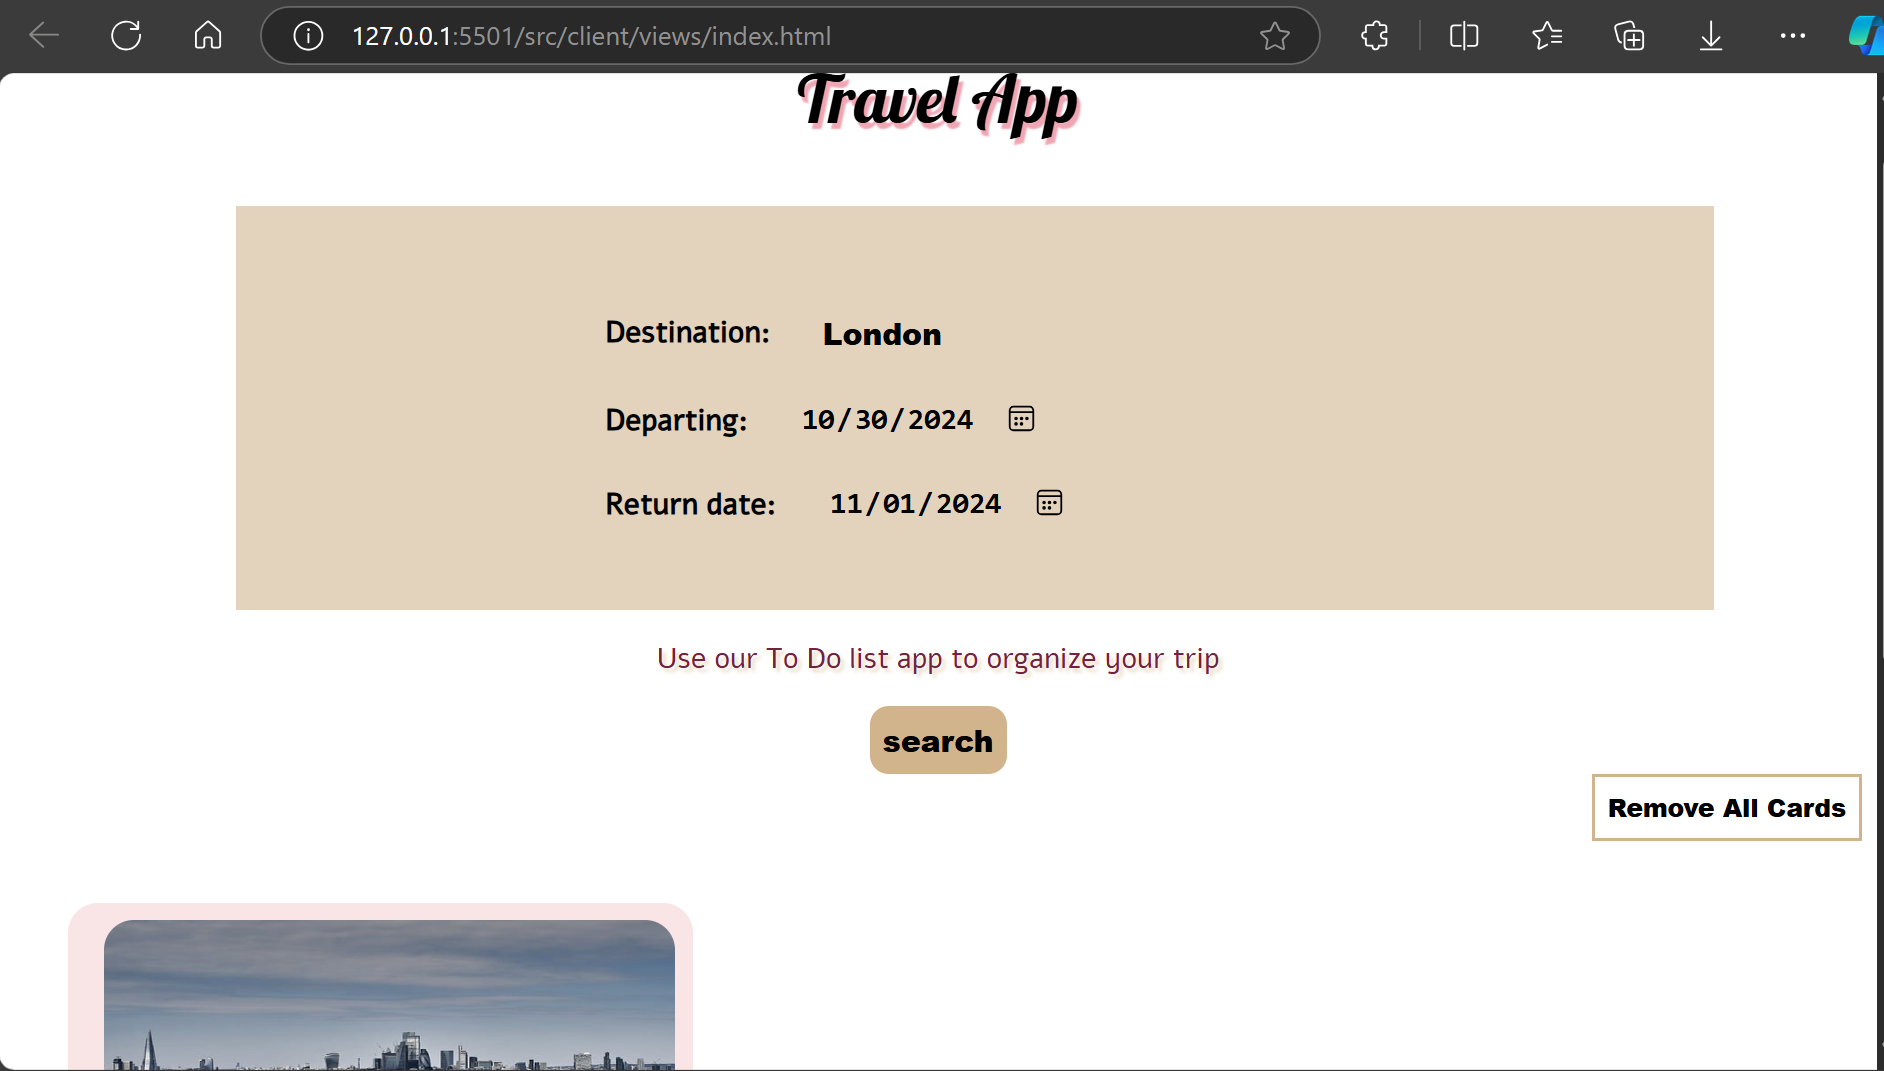 127.0.0.1:5501/src/client/views/index.html
Travel App
Destination: London
Departing: 10/30/2024
Return date: 11/01/2024
Use our To Do list app to organize your trip
search
Remove All Cards